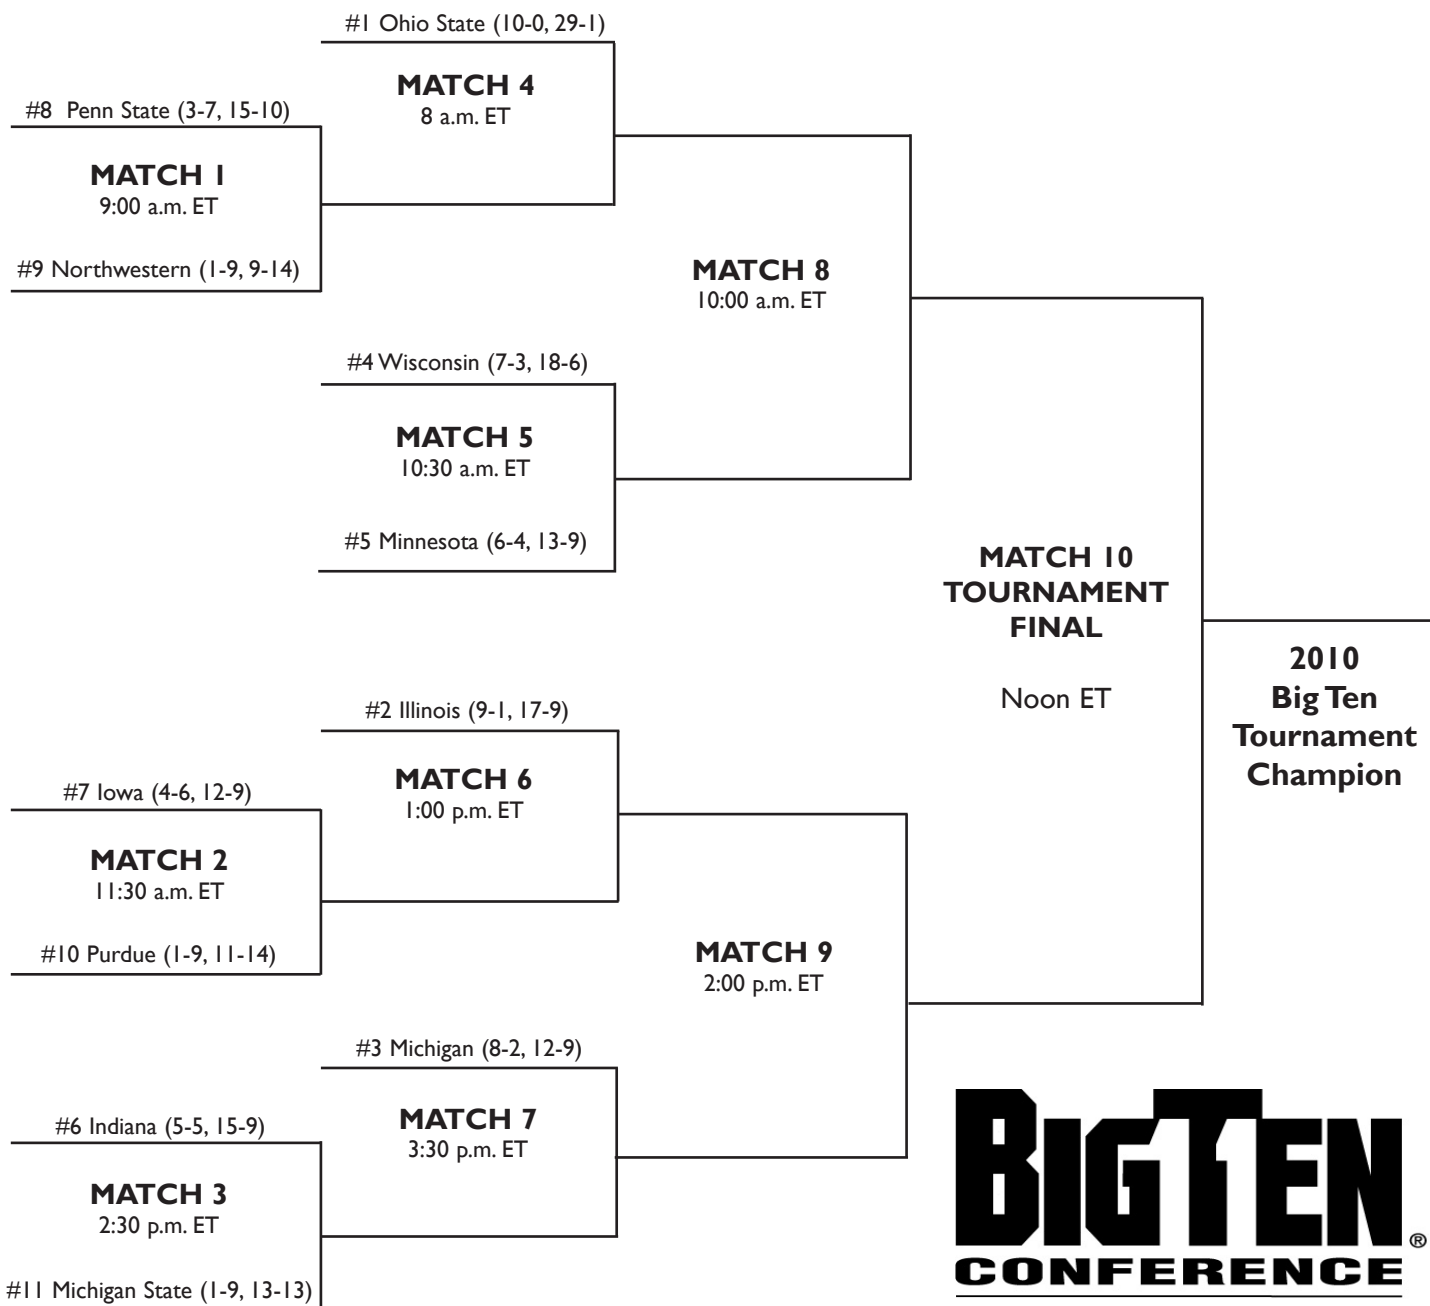 #1 Ohio State (10-0, 29-1)
MATCH 4
8 a.m. ET
#8 Penn State (3-7, 15-10)
MATCH 1
9:00 a.m. ET
#9 Northwestern (1-9, 9-14)
MATCH 8
10:00 a.m. ET
#4 Wisconsin (7-3, 18-6)
MATCH 5
10:30 a.m. ET
#5 Minnesota (6-4, 13-9)
MATCH 10
TOURNAMENT
FINAL
Noon ET
2010
Big Ten
Tournament
Champion
#2 Illinois (9-1, 17-9)
MATCH 6
1:00 p.m. ET
#7 Iowa (4-6, 12-9)
MATCH 2
11:30 a.m. ET
#10 Purdue (1-9, 11-14)
MATCH 9
2:00 p.m. ET
#3 Michigan (8-2, 12-9)
MATCH 7
3:30 p.m. ET
#6 Indiana (5-5, 15-9)
MATCH 3
2:30 p.m. ET
#11 Michigan State (1-9, 13-13)
BIG TEN ®
CONFERENCE